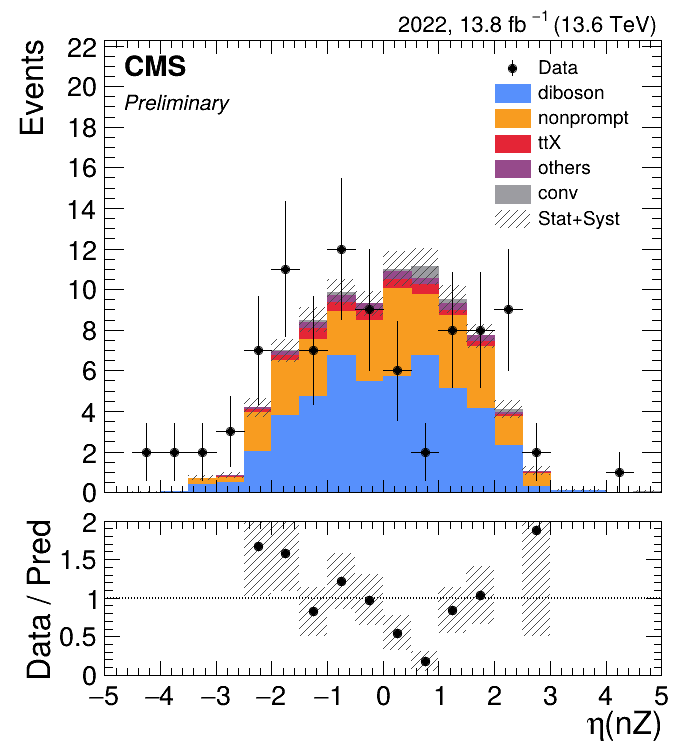 2022, 13.8 fb⁻¹ (13.6 TeV)
Events
22
20
18
16
14
12
10
8
6
4
2
0
CMS
Preliminary
Data
diboson
nonprompt
ttX
others
conv
Stat+Syst
Data / Pred
2
1.5
1
0.5
0
−5 −4 −3 −2 −1 0 1 2 3 4 5
η(nZ)